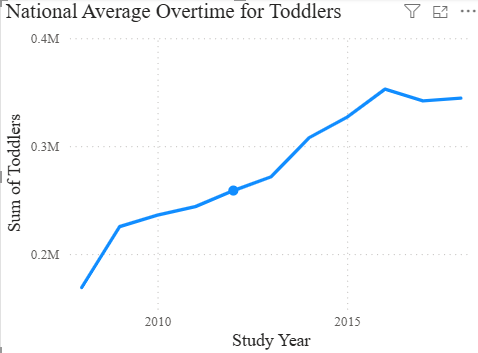 National Average Overtime for Toddlers
0.4M
0.3M
0.2M
Sum of Toddlers
2010
2015
Study Year